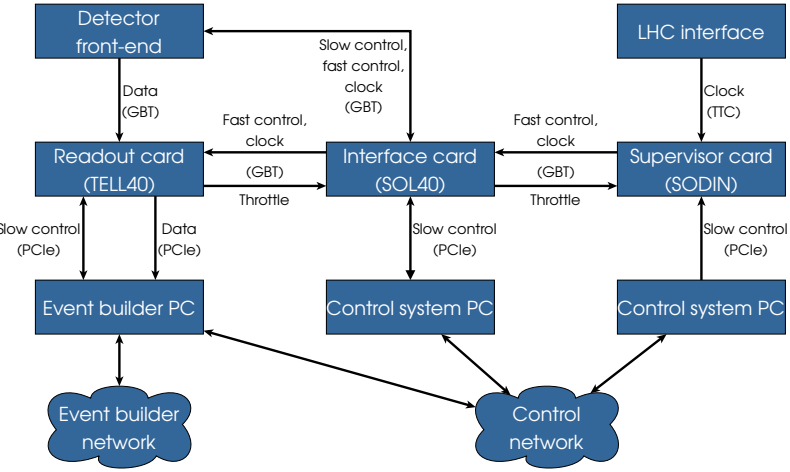 Detector
front-end
LHC interface
Slow control,
fast control,
clock
(GBT)
Data
(GBT)
Clock
(TTC)
Fast control,
clock
Fast control,
clock
Readout card
(TELL40)
(GBT)
Throttle
Interface card
(SOL40)
(GBT)
Throttle
Supervisor card
(SODIN)
Slow control
(PCIe)
Data
(PCIe)
Slow control
(PCIe)
Slow control
(PCIe)
Event builder PC
Control system PC
Control system PC
Event builder
network
Control
network